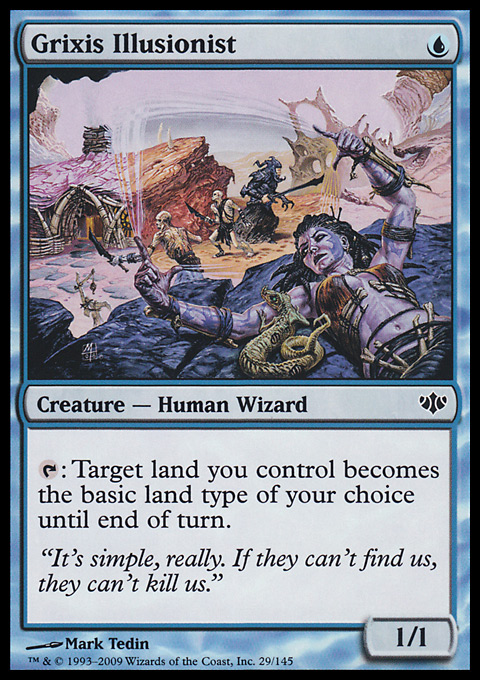 Grixis Illusionist
Creature — Human Wizard
: Target land you control becomes
the basic land type of your choice
until end of turn.
“It’s simple, really. If they can’t find us,
they can’t kill us.”
1/1
Mark Tedin
™ & © 1993–2009 Wizards of the Coast, Inc. 29/145